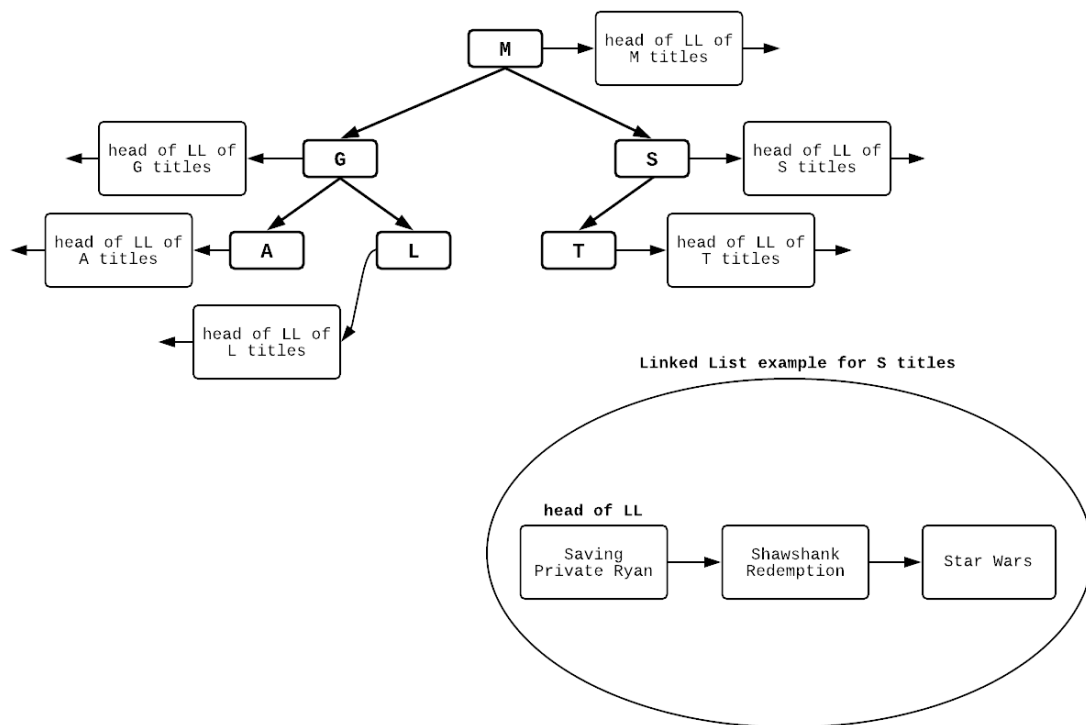 M
head of LL of
M titles
head of LL of
G titles
G
S
head of LL of
S titles
head of LL of
A titles
A
L
T
head of LL of
T titles
head of LL of
L titles
Linked List example for S titles
head of LL
Saving
Private Ryan
Shawshank
Redemption
Star Wars